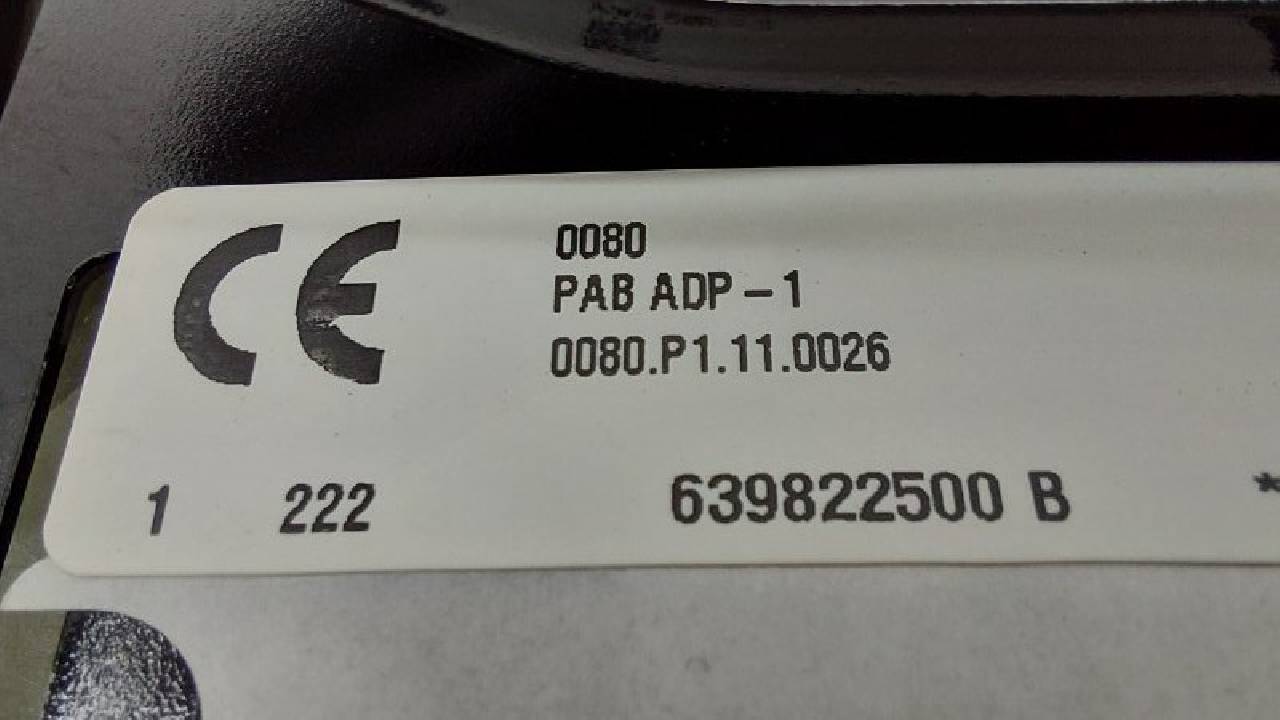 CE 0080
PAB ADP – 1
0080.P1.11.0026
1 222 639822500 B *